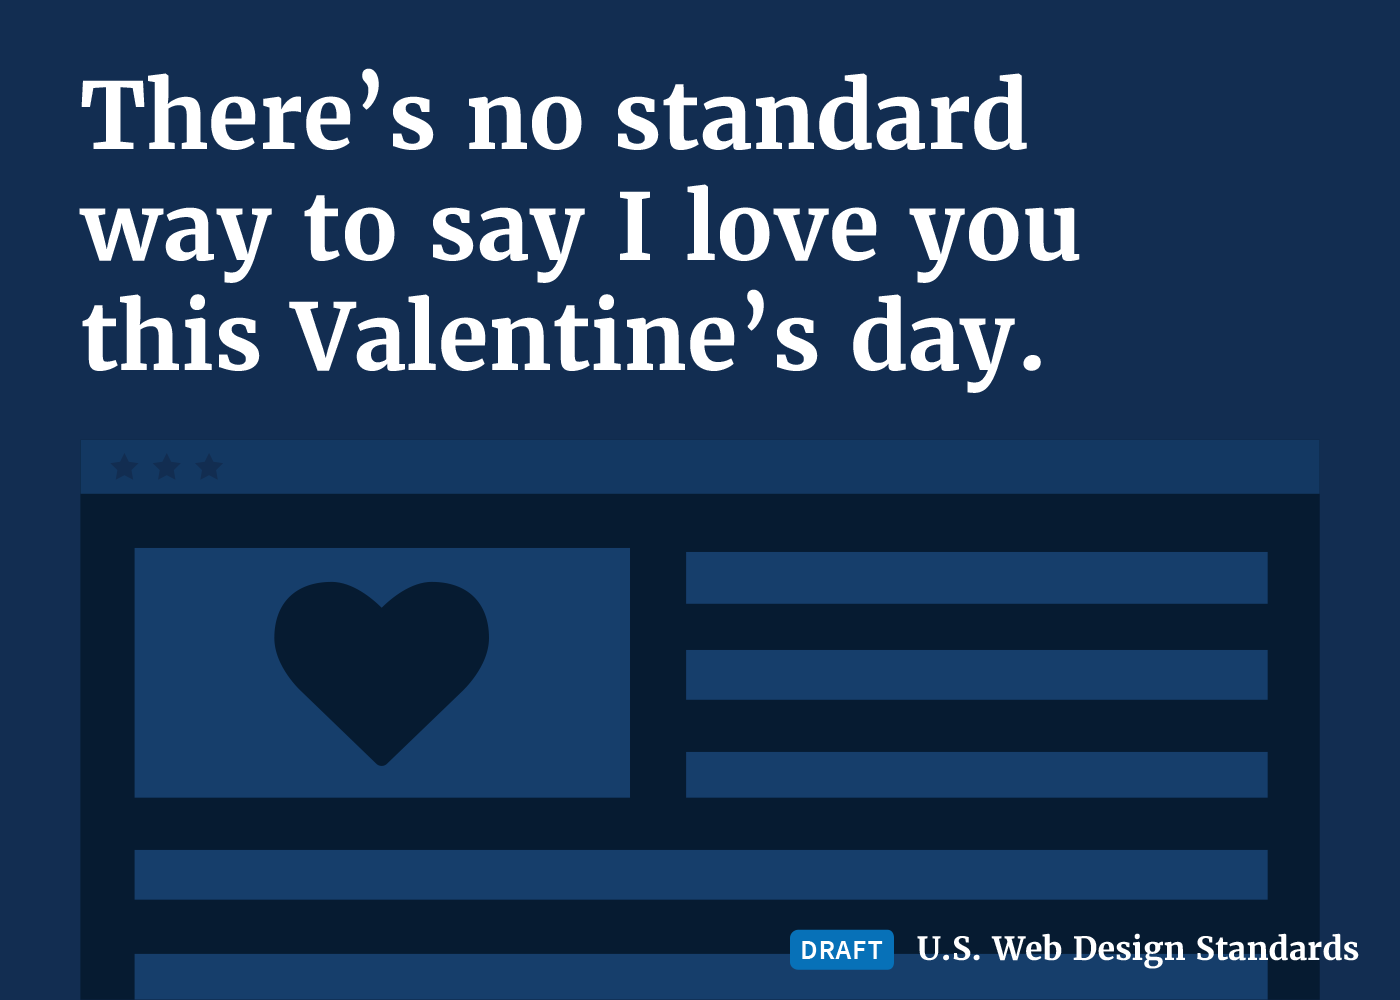 There’s no standard
way to say I love you
this Valentine’s day.
DRAFT U.S. Web Design Standards